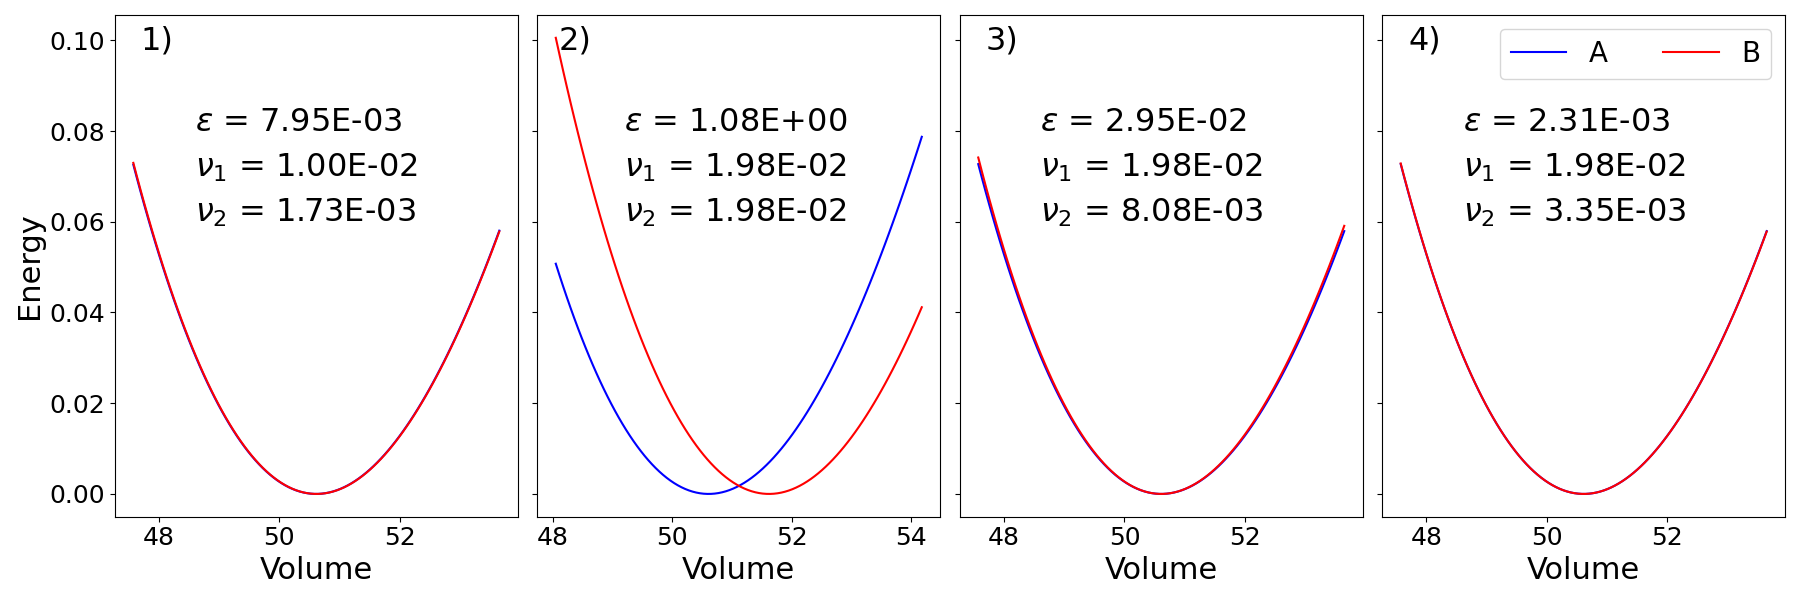 1)
ε = 7.95E-03
ν1 = 1.00E-02
ν2 = 1.73E-03
2)
ε = 1.08E+00
ν1 = 1.98E-02
ν2 = 1.98E-02
3)
ε = 2.95E-02
ν1 = 1.98E-02
ν2 = 8.08E-03
4)
A B
ε = 2.31E-03
ν1 = 1.98E-02
ν2 = 3.35E-03
Energy
0.10
0.08
0.06
0.04
0.02
0.00
48 50 52
Volume
48 50 52 54
Volume
48 50 52
Volume
48 50 52
Volume